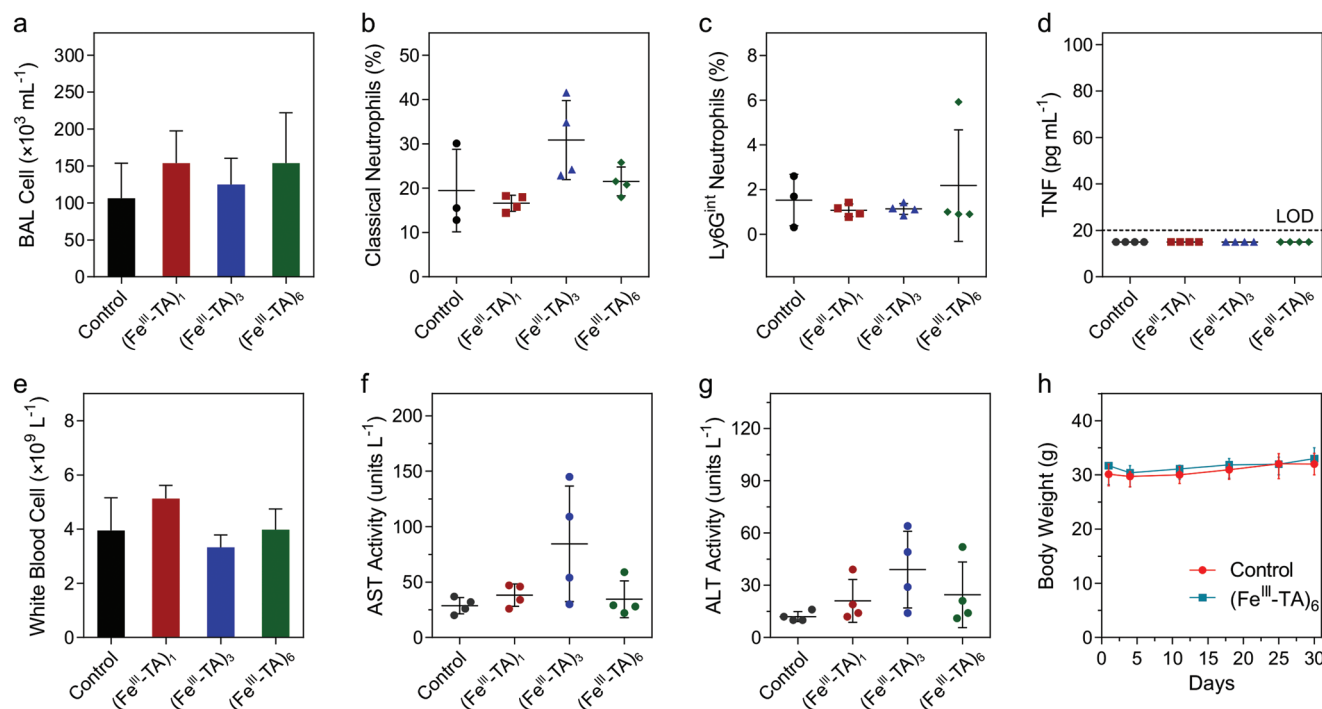 a
BAL Cell (×10³ mL⁻¹)
300
250
200
150
100
50
0
Control
(Feᴵᴵᴵ-TA)₁
(Feᴵᴵᴵ-TA)₃
(Feᴵᴵᴵ-TA)₆
b
Classical Neutrophils (%)
50
40
30
20
10
0
Control
(Feᴵᴵᴵ-TA)₁
(Feᴵᴵᴵ-TA)₃
(Feᴵᴵᴵ-TA)₆
c
Ly6Gⁱⁿᵗ Neutrophils (%)
8
6
4
2
0
Control
(Feᴵᴵᴵ-TA)₁
(Feᴵᴵᴵ-TA)₃
(Feᴵᴵᴵ-TA)₆
d
TNF (pg mL⁻¹)
100
80
60
40
20
0
LOD
Control
(Feᴵᴵᴵ-TA)₁
(Feᴵᴵᴵ-TA)₃
(Feᴵᴵᴵ-TA)₆
e
White Blood Cell (×10⁹ L⁻¹)
8
6
4
2
0
Control
(Feᴵᴵᴵ-TA)₁
(Feᴵᴵᴵ-TA)₃
(Feᴵᴵᴵ-TA)₆
f
AST Activity (units L⁻¹)
200
150
100
50
0
Control
(Feᴵᴵᴵ-TA)₁
(Feᴵᴵᴵ-TA)₃
(Feᴵᴵᴵ-TA)₆
g
ALT Activity (units L⁻¹)
120
90
60
30
0
Control
(Feᴵᴵᴵ-TA)₁
(Feᴵᴵᴵ-TA)₃
(Feᴵᴵᴵ-TA)₆
h
Body Weight (g)
40
30
20
10
0
Control
(Feᴵᴵᴵ-TA)₆
0 5 10 15 20 25 30
Days